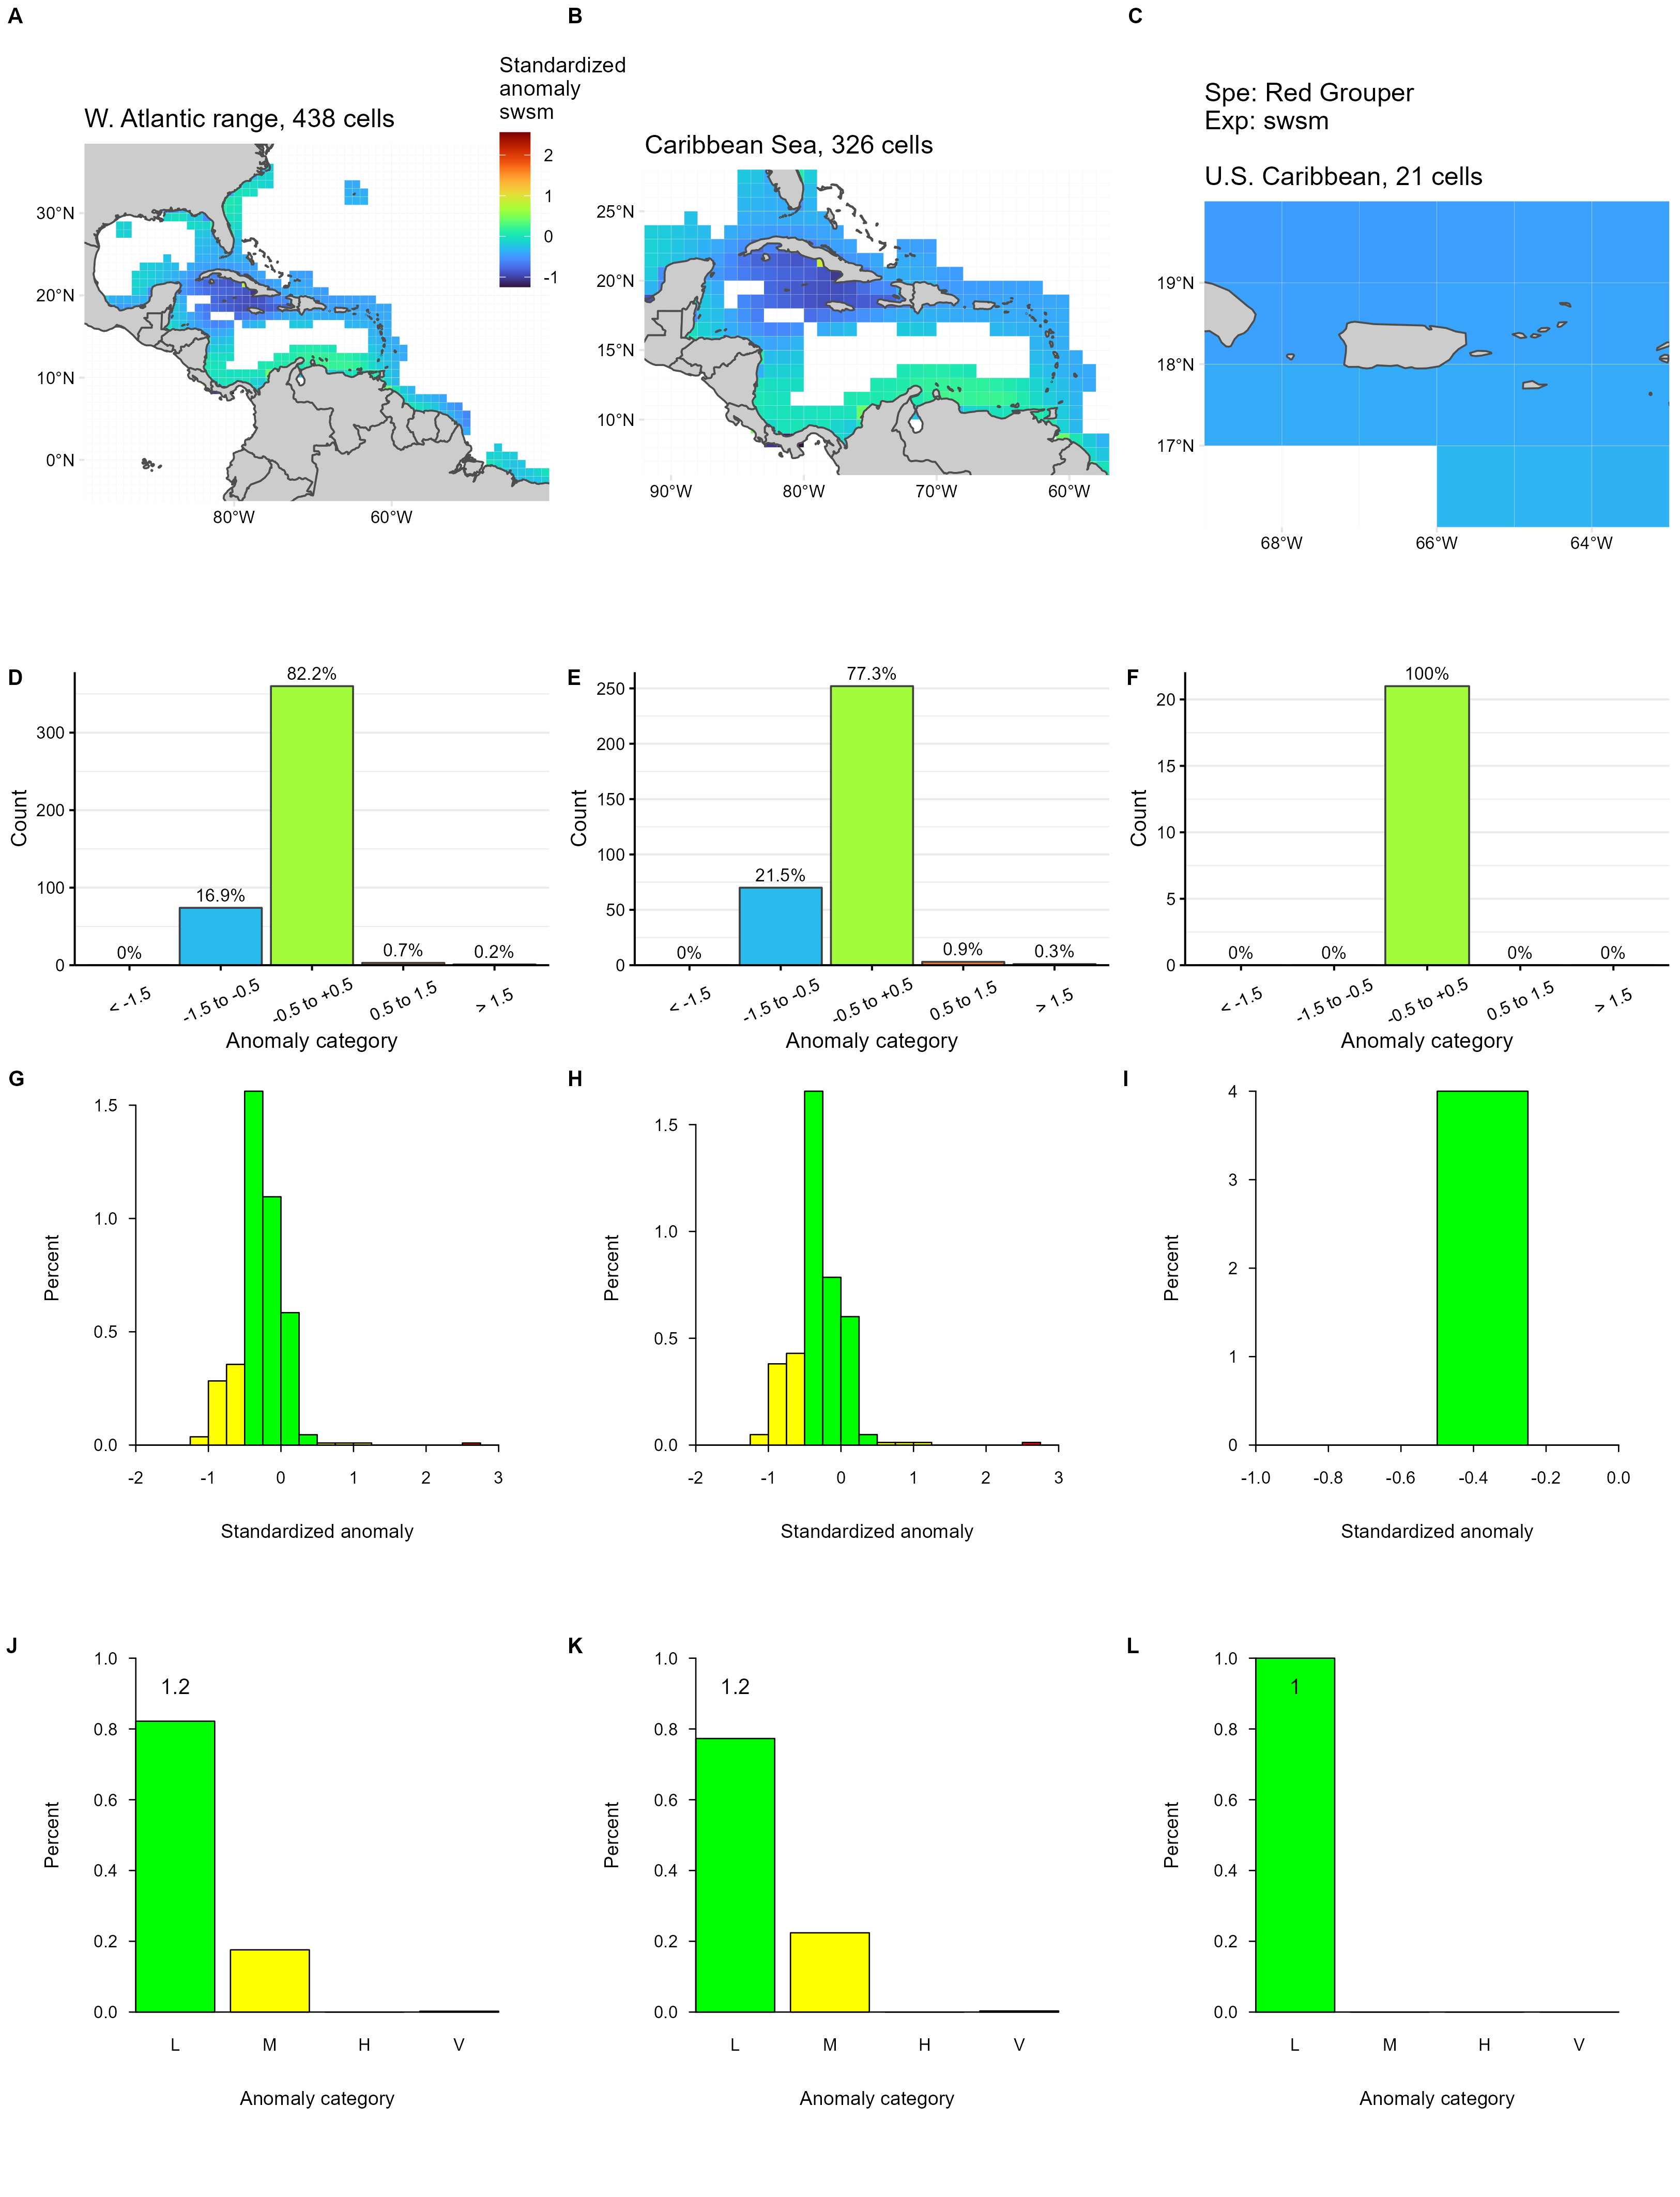 A
B
C
Standardized
anomaly
swsm
2
1
0
-1
W. Atlantic range, 438 cells
30°N
20°N
10°N
0°N
80°W
60°W
Caribbean Sea, 326 cells
25°N
20°N
15°N
10°N
90°W
80°W
70°W
60°W
Spe: Red Grouper
Exp: swsm
U.S. Caribbean, 21 cells
19°N
18°N
17°N
68°W
66°W
64°W
D
Count
300
200
100
0
0%
16.9%
82.2%
0.7%
0.2%
< -1.5
-1.5 to -0.5
-0.5 to +0.5
0.5 to 1.5
> 1.5
Anomaly category
E
Count
250
200
150
100
50
0
0%
21.5%
77.3%
0.9%
0.3%
< -1.5
-1.5 to -0.5
-0.5 to +0.5
0.5 to 1.5
> 1.5
Anomaly category
F
Count
20
15
10
5
0
0%
0%
100%
0%
0%
< -1.5
-1.5 to -0.5
-0.5 to +0.5
0.5 to 1.5
> 1.5
Anomaly category
G
Percent
1.5
1.0
0.5
0.0
-2
-1
0
1
2
3
Standardized anomaly
H
Percent
1.5
1.0
0.5
0.0
-2
-1
0
1
2
3
Standardized anomaly
I
Percent
4
3
2
1
0
-1.0
-0.8
-0.6
-0.4
-0.2
0.0
Standardized anomaly
J
Percent
1.0
0.8
0.6
0.4
0.2
0.0
1.2
L
M
H
V
Anomaly category
K
Percent
1.0
0.8
0.6
0.4
0.2
0.0
1.2
L
M
H
V
Anomaly category
L
Percent
1.0
0.8
0.6
0.4
0.2
0.0
1
L
M
H
V
Anomaly category